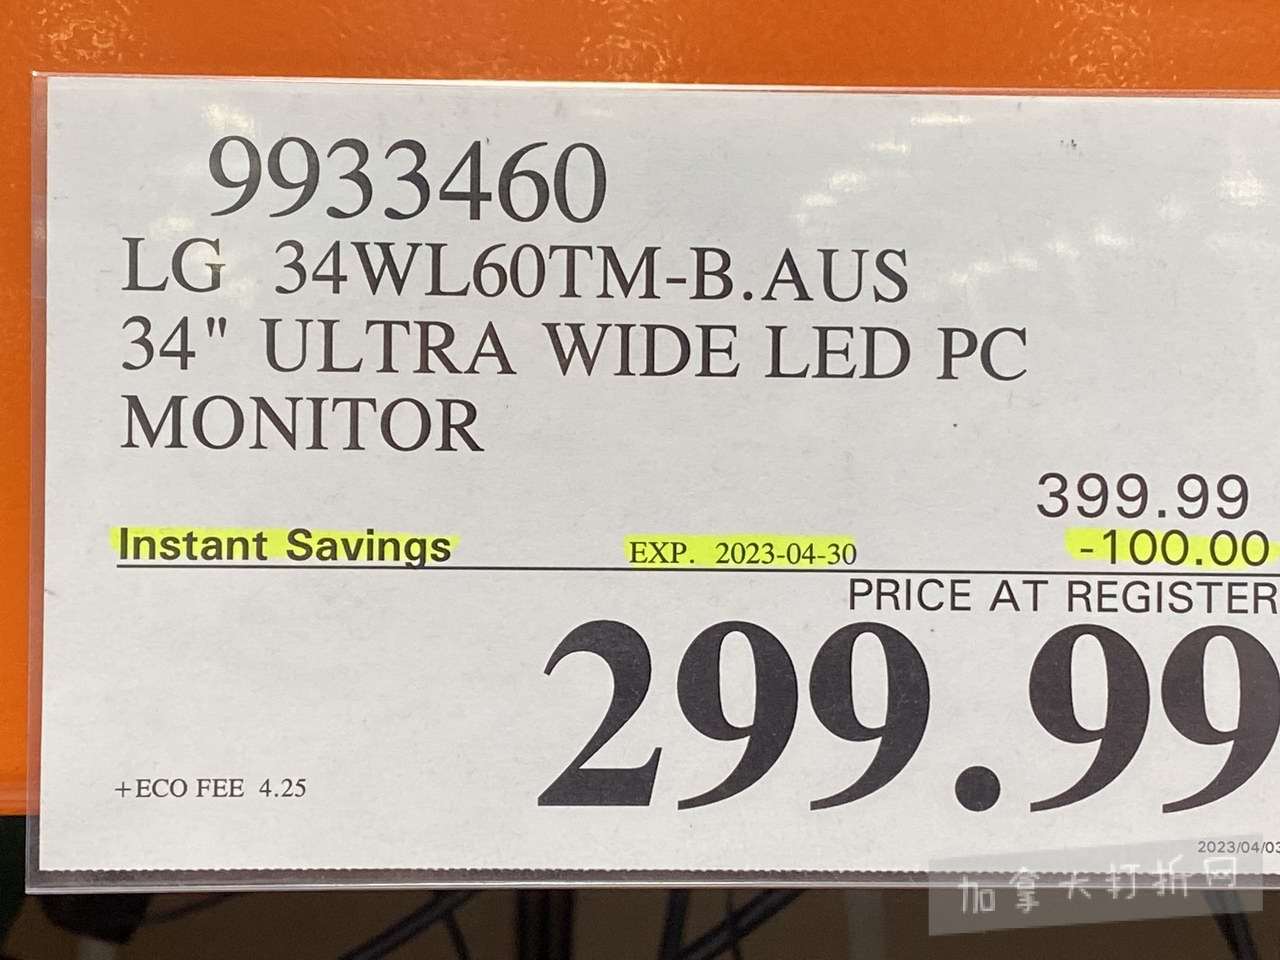 9933460
LG 34WL60TM-B.AUS
34" ULTRA WIDE LED PC
MONITOR
399.99
Instant Savings EXP. 2023-04-30 -100.00
PRICE AT REGISTER
299.99
+ECO FEE 4.25
2023/04/03
加拿大打折网